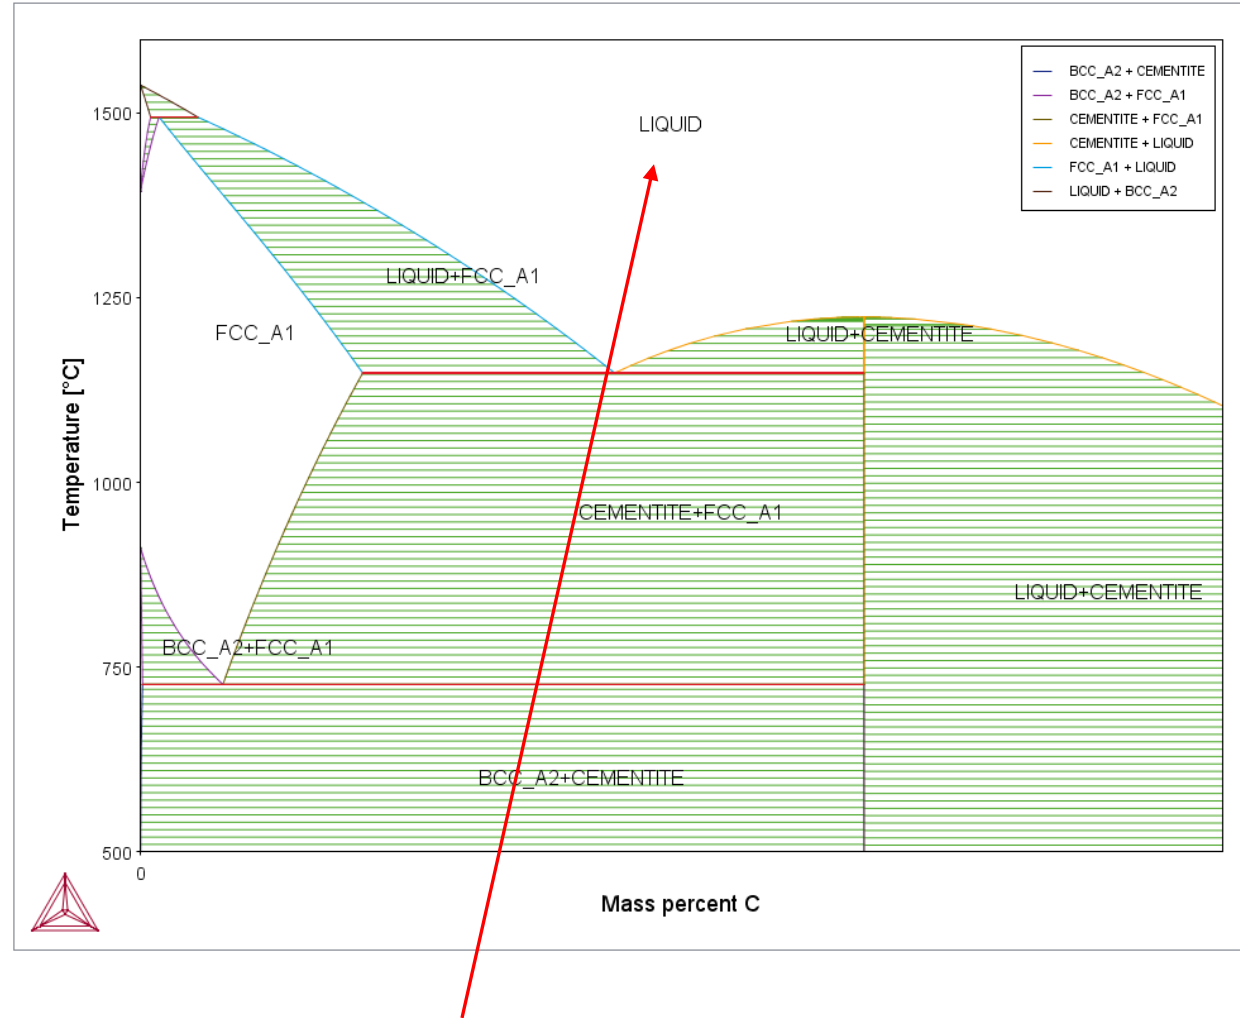 BCC_A2 + CEMENTITE
BCC_A2 + FCC_A1
CEMENTITE + FCC_A1
CEMENTITE + LIQUID
FCC_A1 + LIQUID
LIQUID + BCC_A2
1500
LIQUID
LIQUID+FCC_A1
1250
FCC_A1
LIQUID+CEMENTITE
Temperature [°C]
1000
CEMENTITE+FCC_A1
LIQUID+CEMENTITE
BCC_A2+FCC_A1
750
BCC_A2+CEMENTITE
500
0
Mass percent C